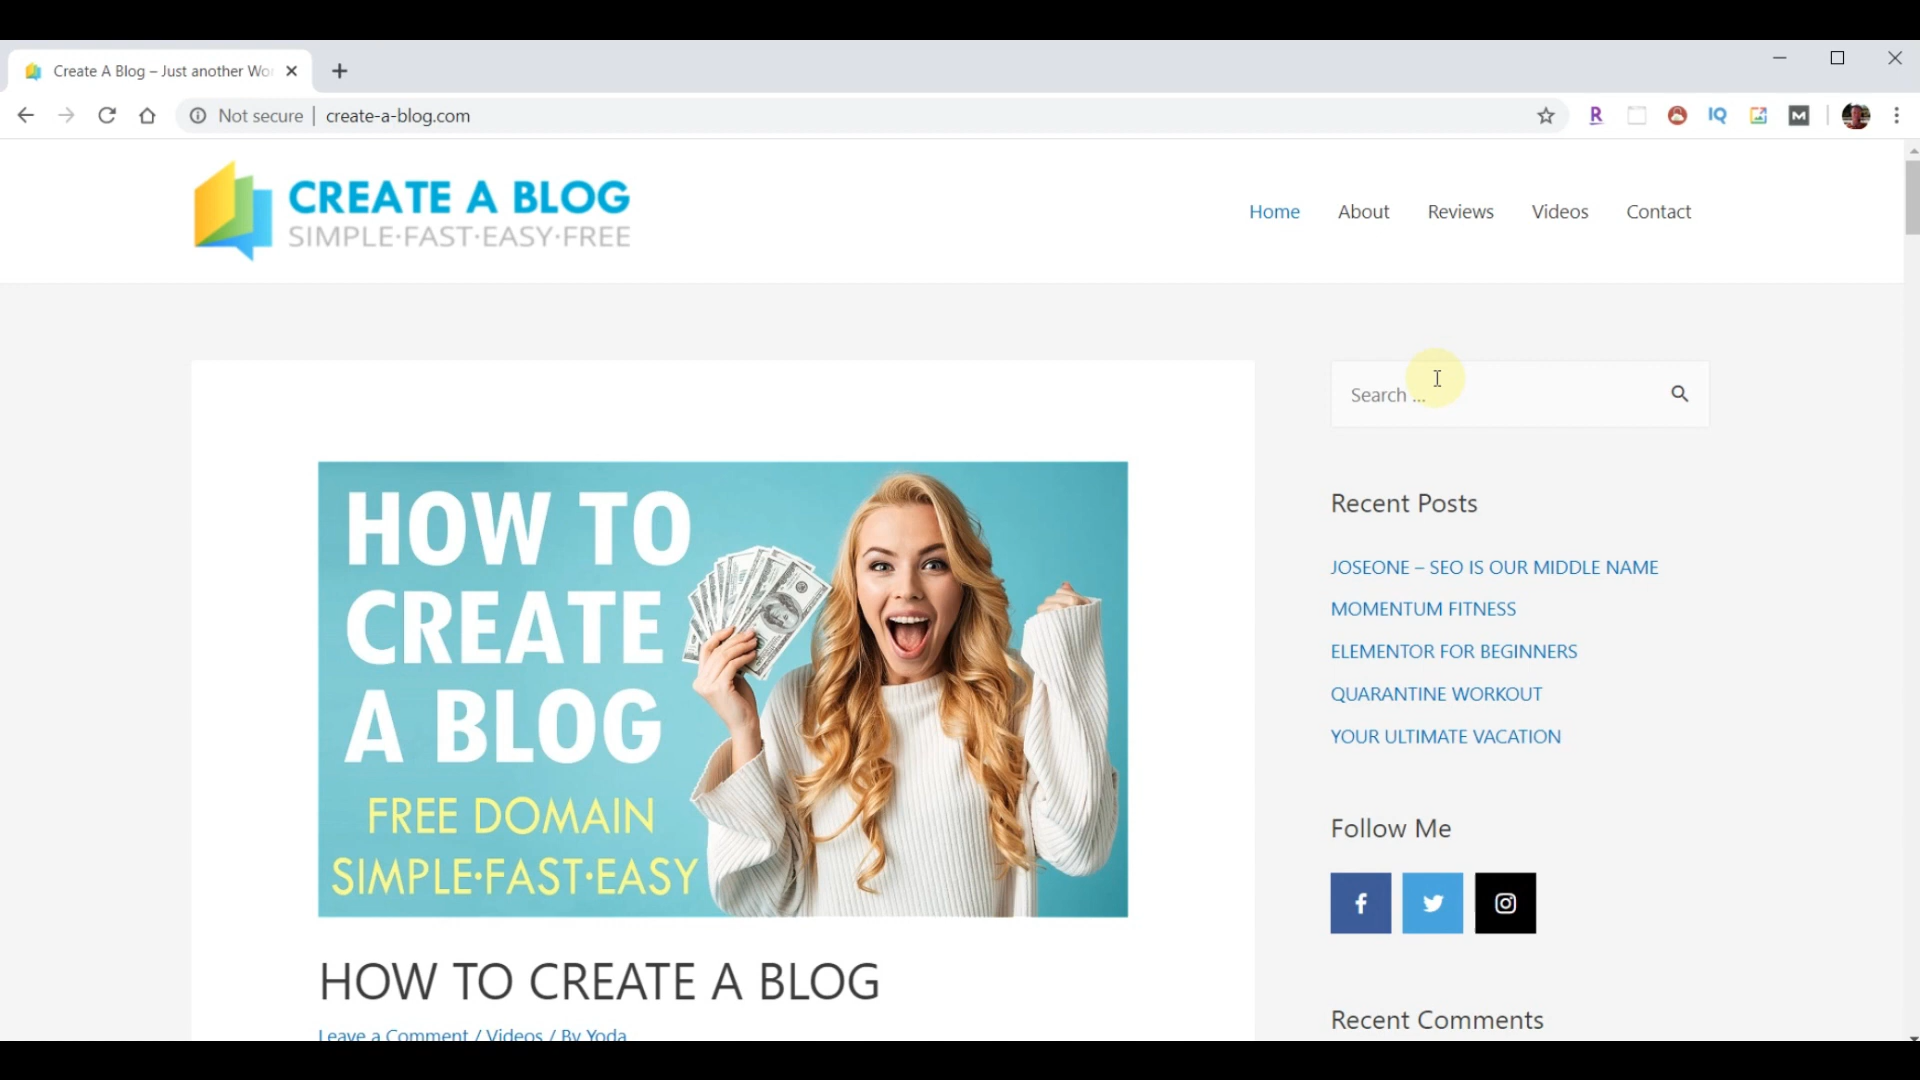 Create A Blog – Just another Wo
Not secure | create-a-blog.com
R
IQ
M
CREATE A BLOG
SIMPLE·FAST·EASY·FREE
Home About Reviews Videos Contact
Search ...
HOW TO
CREATE
A BLOG
FREE DOMAIN
SIMPLE·FAST·EASY
HOW TO CREATE A BLOG
Leave a Comment / Videos / By Yoda
Recent Posts
JOSEONE – SEO IS OUR MIDDLE NAME
MOMENTUM FITNESS
ELEMENTOR FOR BEGINNERS
QUARANTINE WORKOUT
YOUR ULTIMATE VACATION
Follow Me
Recent Comments